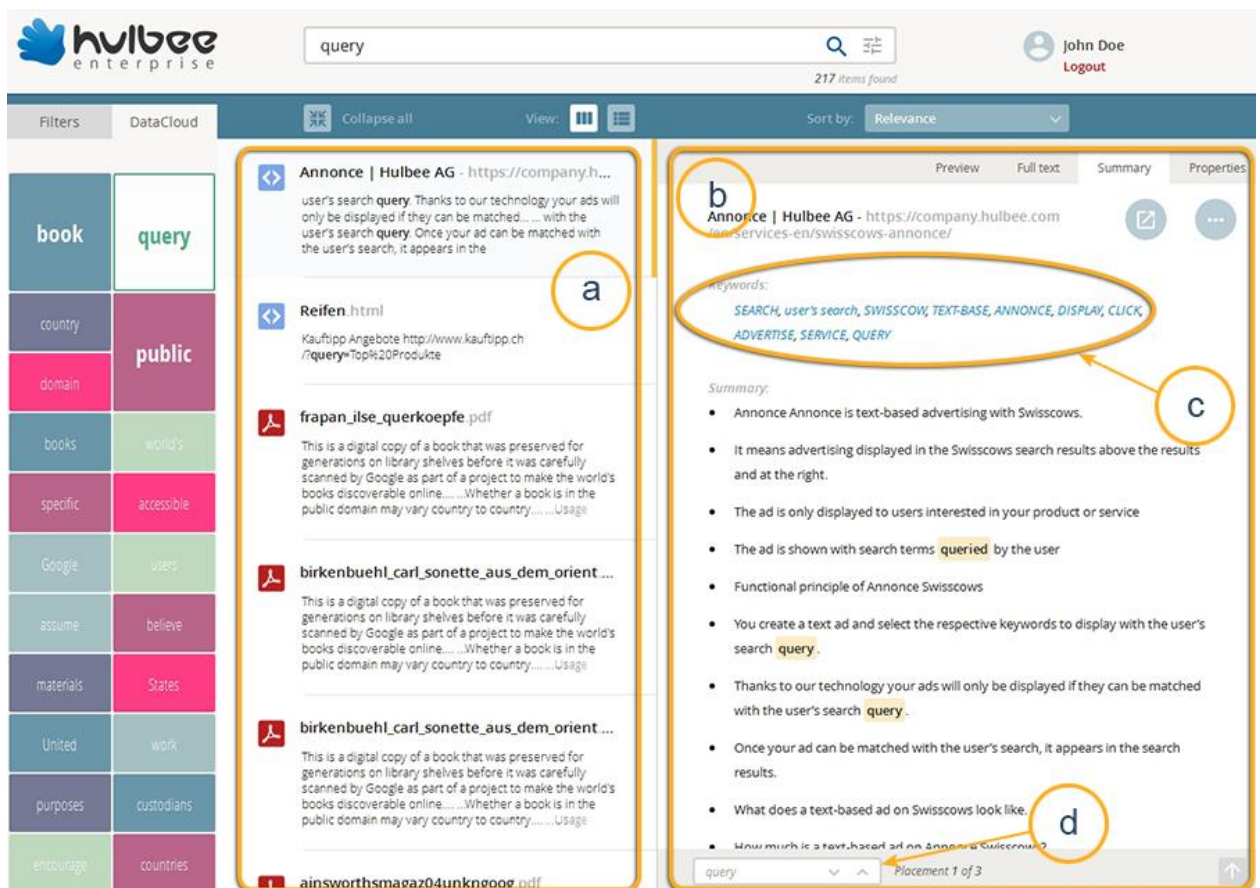 hulbee
enterprise
query
217 items found
John Doe
Logout
Filters
DataCloud
Collapse all
View:
Sort by:
Relevance
book
query
country
public
domain
books
world's
specific
accessible
Google
users
assume
believe
materials
States
United
work
purposes
custodians
encourage
countries
a
Annonce | Hulbee AG - https://company.h...
user's search query. Thanks to our technology your ads will
only be displayed if they can be matched... ... with the
user's search query. Once your ad can be matched with
the user's search, it appears in the
Reifen.html
Kauftipp Angebote http://www.kauftipp.ch
/?query=Top%20Produkte
frapan_ilse_querkoepfe.pdf
This is a digital copy of a book that was preserved for
generations on library shelves before it was carefully
scanned by Google as part of a project to make the world's
books discoverable online.... ...Whether a book is in the
public domain may vary country to country.... ...Usage
birkenbuehl_carl_sonette_aus_dem_orient....
This is a digital copy of a book that was preserved for
generations on library shelves before it was carefully
scanned by Google as part of a project to make the world's
books discoverable online.... ...Whether a book is in the
public domain may vary country to country.... ...Usage
birkenbuehl_carl_sonette_aus_dem_orient....
This is a digital copy of a book that was preserved for
generations on library shelves before it was carefully
scanned by Google as part of a project to make the world's
books discoverable online.... ...Whether a book is in the
public domain may vary country to country.... ...Usage
ainsworthsmagaz04unkngoog.pdf
b
Preview
Full text
Summary
Properties
Annonce | Hulbee AG - https://company.hulbee.com
/en/services-en/swisscows-annonce/
Keywords:
SEARCH, user's search, SWISSCOW, TEXT-BASE, ANNONCE, DISPLAY, CLICK,
ADVERTISE, SERVICE, QUERY
c
Summary:
• Annonce Annonce is text-based advertising with Swisscows.
• It means advertising displayed in the Swisscows search results above the results
and at the right.
• The ad is only displayed to users interested in your product or service
• The ad is shown with search terms queried by the user
• Functional principle of Annonce Swisscows
• You create a text ad and select the respective keywords to display with the user's
search query.
• Thanks to our technology your ads will only be displayed if they can be matched
with the user's search query.
• Once your ad can be matched with the user's search, it appears in the search
results.
• What does a text-based ad on Swisscows look like.
• How much is a text-based ad on Annonce Swisscows?
d
query
Placement 1 of 3